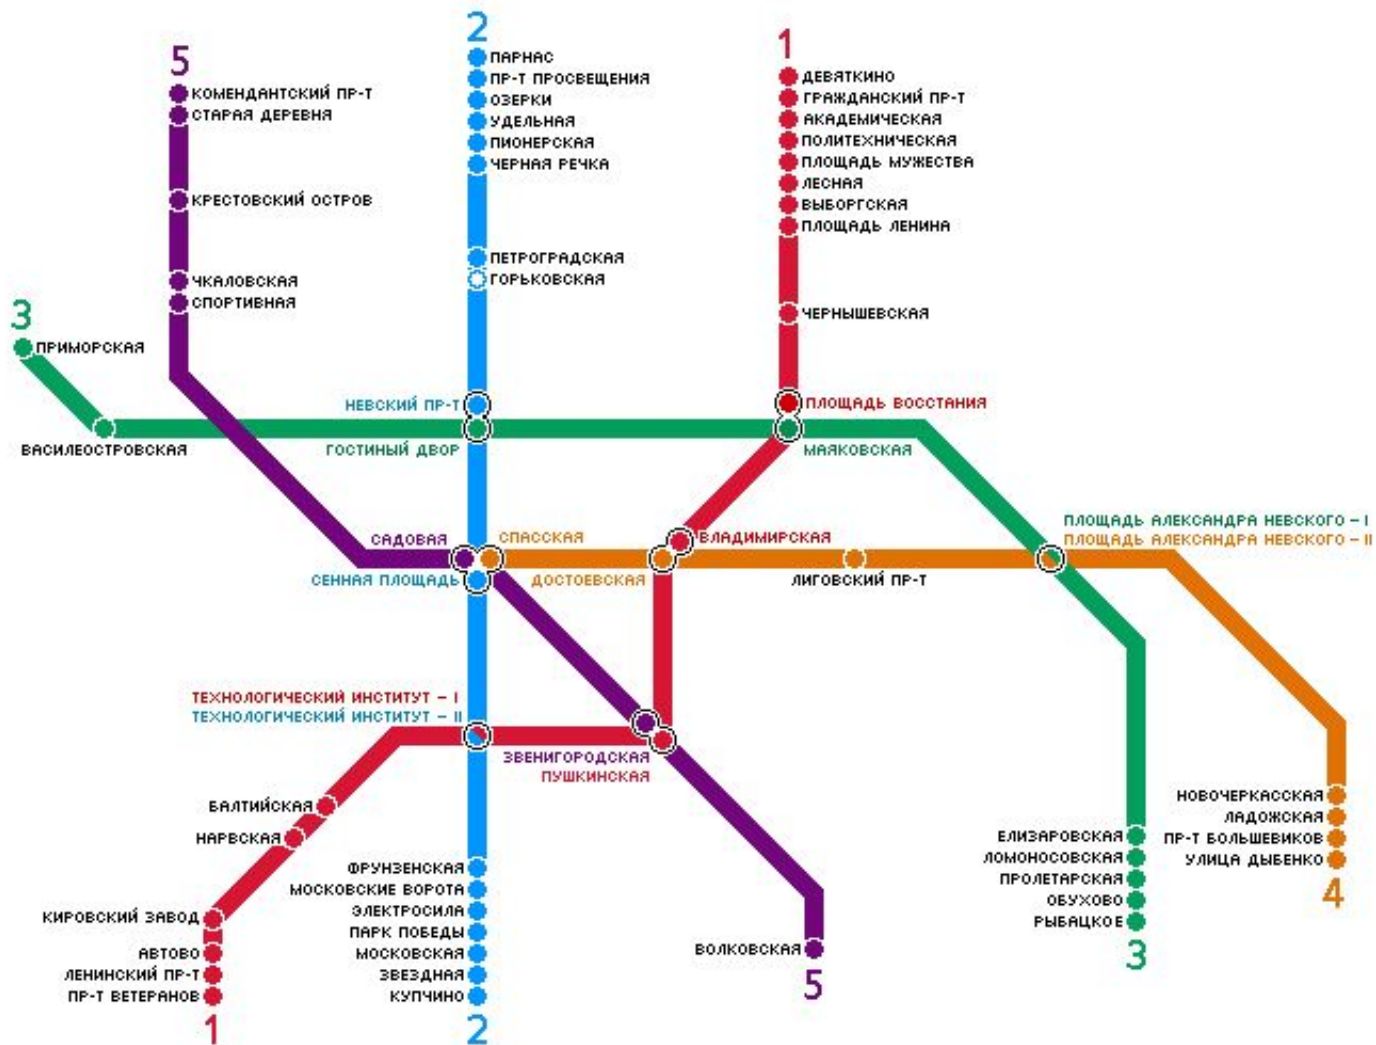 5
КОМЕНДАНТСКИЙ ПР-Т
СТАРАЯ ДЕРЕВНЯ
КРЕСТОВСКИЙ ОСТРОВ
ЧКАЛОВСКАЯ
СПОРТИВНАЯ
2
ПАРНАС
ПР-Т ПРОСВЕЩЕНИЯ
ОЗЕРКИ
УДЕЛЬНАЯ
ПИОНЕРСКАЯ
ЧЕРНАЯ РЕЧКА
ПЕТРОГРАДСКАЯ
ГОРЬКОВСКАЯ
1
ДЕВЯТКИНО
ГРАЖДАНСКИЙ ПР-Т
АКАДЕМИЧЕСКАЯ
ПОЛИТЕХНИЧЕСКАЯ
ПЛОЩАДЬ МУЖЕСТВА
ЛЕСНАЯ
ВЫБОРГСКАЯ
ПЛОЩАДЬ ЛЕНИНА
ЧЕРНЫШЕВСКАЯ
3
ПРИМОРСКАЯ
ВАСИЛЕОСТРОВСКАЯ
НЕВСКИЙ ПР-Т
ГОСТИНЫЙ ДВОР
ПЛОЩАДЬ ВОССТАНИЯ
МАЯКОВСКАЯ
САДОВАЯ
СПАССКАЯ
СЕННАЯ ПЛОЩАДЬ
ДОСТОЕВСКАЯ
ВЛАДИМИРСКАЯ
ЛИГОВСКИЙ ПР-Т
ПЛОЩАДЬ АЛЕКСАНДРА НЕВСКОГО – I
ПЛОЩАДЬ АЛЕКСАНДРА НЕВСКОГО – II
ТЕХНОЛОГИЧЕСКИЙ ИНСТИТУТ – I
ТЕХНОЛОГИЧЕСКИЙ ИНСТИТУТ – II
ЗВЕНИГОРОДСКАЯ
ПУШКИНСКАЯ
БАЛТИЙСКАЯ
НАРВСКАЯ
КИРОВСКИЙ ЗАВОД
АВТОВО
ЛЕНИНСКИЙ ПР-Т
ПР-Т ВЕТЕРАНОВ
1
ФРУНЗЕНСКАЯ
МОСКОВСКИЕ ВОРОТА
ЭЛЕКТРОСИЛА
ПАРК ПОБЕДЫ
МОСКОВСКАЯ
ЗВЕЗДНАЯ
КУПЧИНО
2
ВОЛКОВСКАЯ
5
ЕЛИЗАРОВСКАЯ
ЛОМОНОСОВСКАЯ
ПРОЛЕТАРСКАЯ
ОБУХОВО
РЫБАЦКОЕ
3
НОВОЧЕРКАССКАЯ
ЛАДОЖСКАЯ
ПР-Т БОЛЬШЕВИКОВ
УЛИЦА ДЫБЕНКО
4